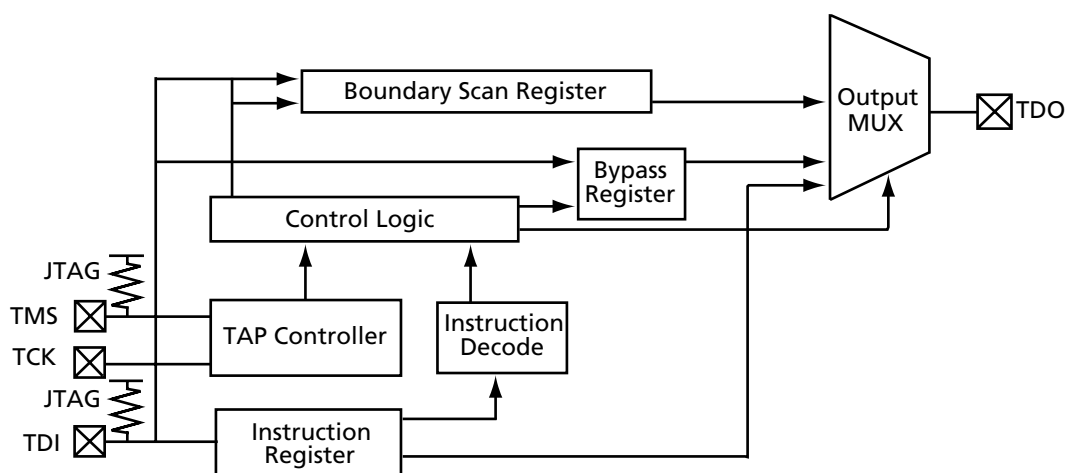 Boundary Scan Register
Output
MUX
TDO
Bypass
Register
Control Logic
JTAG
TMS
TAP Controller
Instruction
Decode
TCK
JTAG
TDI
Instruction
Register